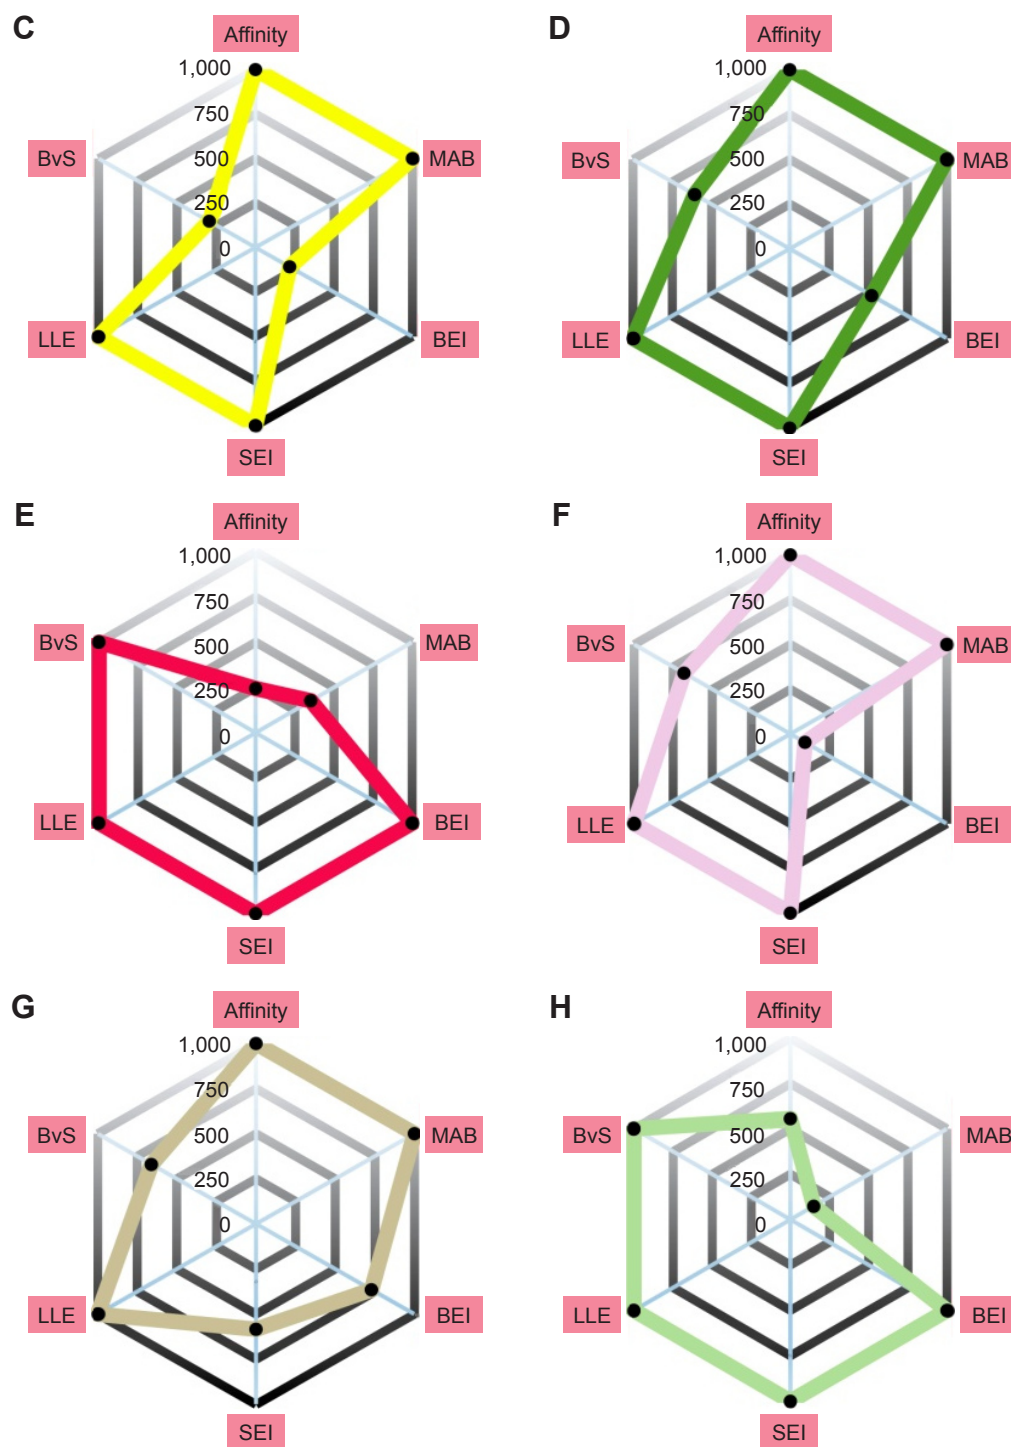 C
Affinity
1,000
750
500
250
0
BvS
MAB
LLE
BEI
SEI
D
Affinity
1,000
750
500
250
0
BvS
MAB
LLE
BEI
SEI
E
Affinity
1,000
750
500
250
0
BvS
MAB
LLE
BEI
SEI
F
Affinity
1,000
750
500
250
0
BvS
MAB
LLE
BEI
SEI
G
Affinity
1,000
750
500
250
0
BvS
MAB
LLE
BEI
SEI
H
Affinity
1,000
750
500
250
0
BvS
MAB
LLE
BEI
SEI